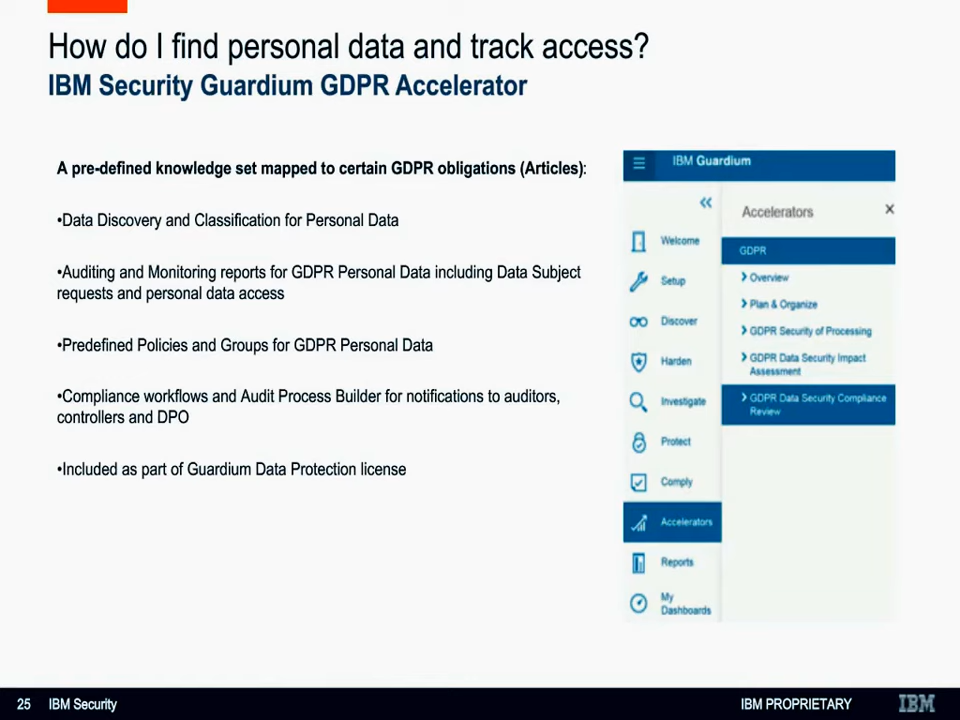 How do I find personal data and track access?
IBM Security Guardium GDPR Accelerator
A pre-defined knowledge set mapped to certain GDPR obligations (Articles):
•Data Discovery and Classification for Personal Data
•Auditing and Monitoring reports for GDPR Personal Data including Data Subject
requests and personal data access
•Predefined Policies and Groups for GDPR Personal Data
•Compliance workflows and Audit Process Builder for notifications to auditors,
controllers and DPO
•Included as part of Guardium Data Protection license
IBM Guardium
Welcome
Setup
Discover
Harden
Investigate
Protect
Comply
Accelerators
Reports
My
Dashboards
Accelerators
GDPR
Overview
Plan & Organize
GDPR Security of Processing
GDPR Data Security Impact
Assessment
GDPR Data Security Compliance
Review
25 IBM Security
IBM PROPRIETARY
IBM